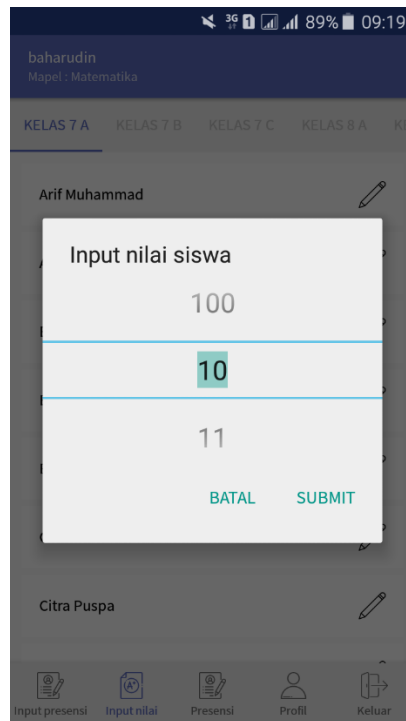 3G 1 89% 09:19
baharudin
Mapel : Matematika
KELAS 7 A KELAS 7 B KELAS 7 C KELAS 8 A
Arif Muhammad
Input nilai siswa
100
10
11
BATAL SUBMIT
Citra Puspa
Input presensi Input nilai Presensi Profil Keluar